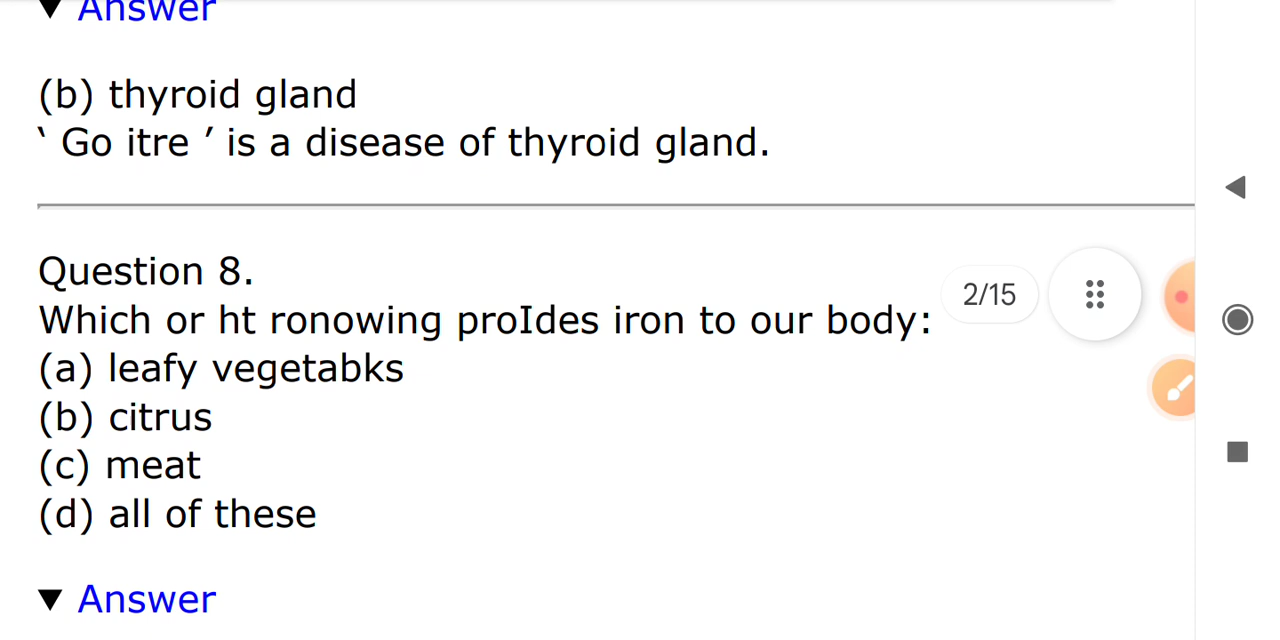 ▼ Answer
(b) thyroid gland
‘ Go itre ’ is a disease of thyroid gland.
Question 8.
Which or ht ronowing proIdes iron to our body:
2/15
(a) leafy vegetabks
(b) citrus
(c) meat
(d) all of these
▼ Answer